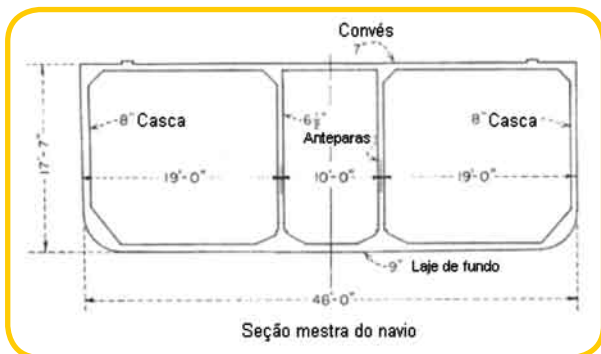 Convés
7"
8" Casca
6½"
8"
Casca
Anteparas
17'-7"
19'-0"
10'-0"
19'-0"
9" Laje de fundo
46'-0"
Seção mestra do navio